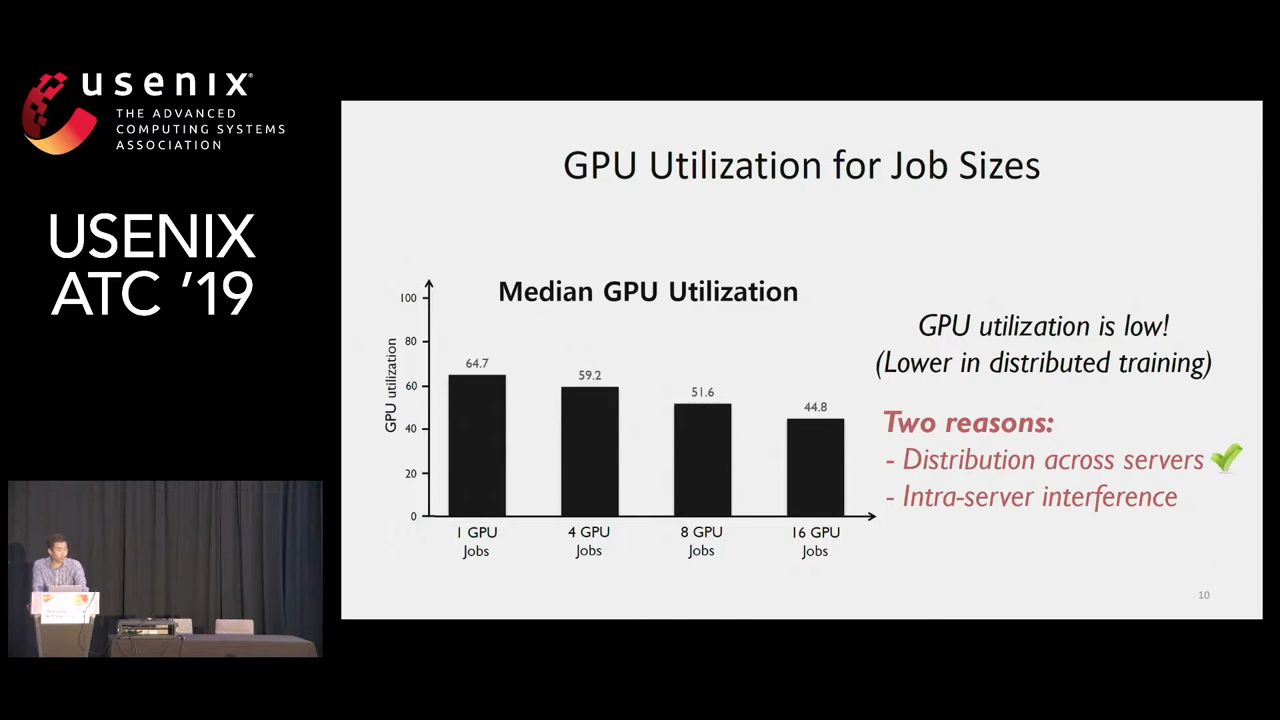 usenix
THE ADVANCED
COMPUTING SYSTEMS
ASSOCIATION
USENIX
ATC '19
GPU Utilization for Job Sizes
Median GPU Utilization
GPU utilization
100
80
60
40
20
0
64.7
59.2
51.6
44.8
1 GPU
Jobs
4 GPU
Jobs
8 GPU
Jobs
16 GPU
Jobs
GPU utilization is low!
(Lower in distributed training)
Two reasons:
- Distribution across servers
- Intra-server interference
10